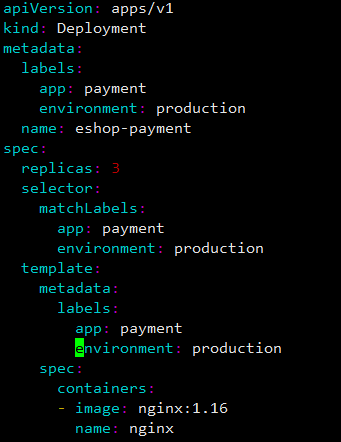 apiVersion: apps/v1
kind: Deployment
metadata:
  labels:
    app: payment
    environment: production
  name: eshop-payment
spec:
  replicas: 3
  selector:
    matchLabels:
      app: payment
      environment: production
  template:
    metadata:
      labels:
        app: payment
        environment: production
    spec:
      containers:
      - image: nginx:1.16
        name: nginx